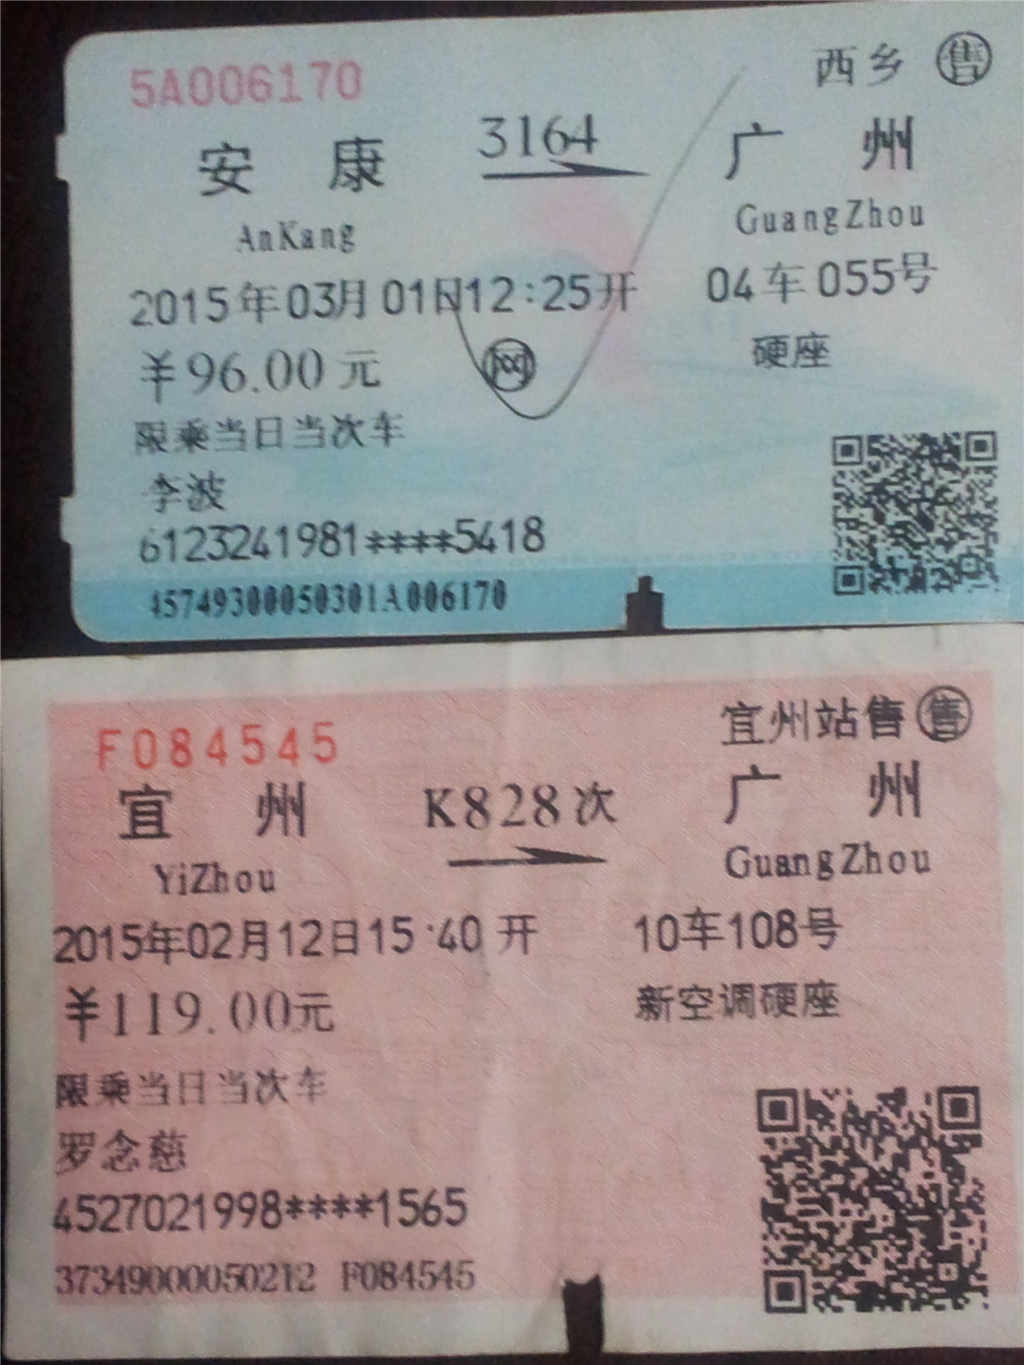 5A006170 西乡 售
安康 3164 广州
AnKang GuangZhou
2015年03月01日12:25开 04车055号
¥96.00元 网 硬座
限乘当日当次车
李波
6123241981****5418
45749300050301A006170
F084545 宜州站售 售
宜州 K828次 广州
YiZhou GuangZhou
2015年02月12日15:40开 10车108号
¥119.00元 新空调硬座
限乘当日当次车
罗念慈
4527021998****1565
37349000050212 F084545